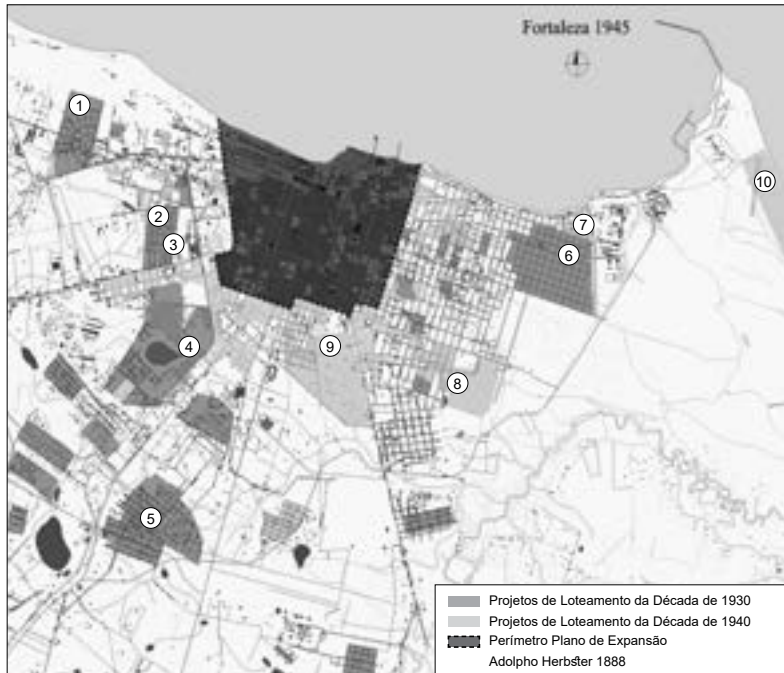 Fortaleza 1945
1
2
3
4
5
6
7
8
9
10
Projetos de Loteamento da Década de 1930
Projetos de Loteamento da Década de 1940
Perímetro Plano de Expansão
Adolpho Herbster 1888